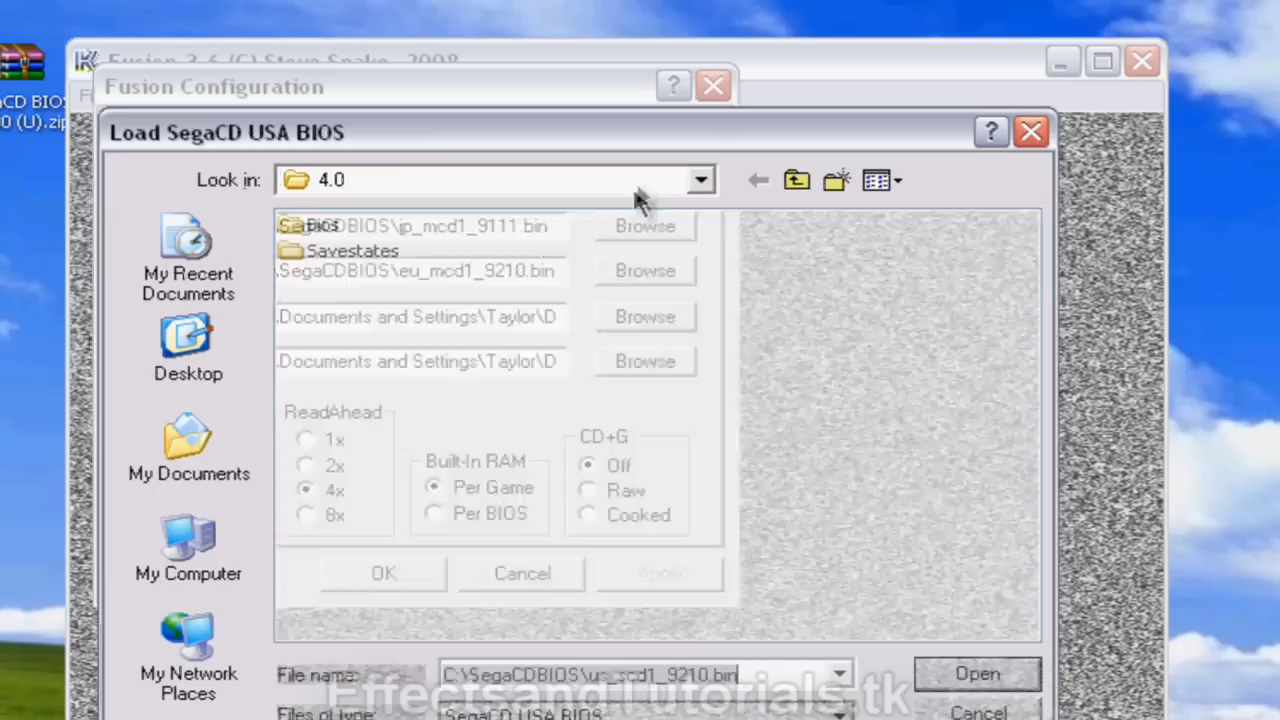 Fusion 3.6 (C) Steve Snake 2008
CD BIOS
0 (U).zip
Fusion Configuration
Load SegaCD USA BIOS
Look in:
4.0
My Recent
Documents
Desktop
My Documents
My Computer
My Network
Places
Bios
SegaCDBIOS\jp_mcd1_9111.bin
Browse
Savestates
\SegaCDBIOS\eu_mcd1_9210.bin
Browse
Documents and Settings\Taylor\D
Browse
Documents and Settings\Taylor\D
Browse
ReadAhead
1x
2x
4x
8x
Built-In RAM
Per Game
Per BIOS
CD+G
Off
Raw
Cooked
OK
Cancel
Apply
File name:
C:\SegaCDBIOS\us_scd1_9210.bin
Open
Files of type:
SegaCD USA BIOS
Cancel
EffectsandTutorials.tk